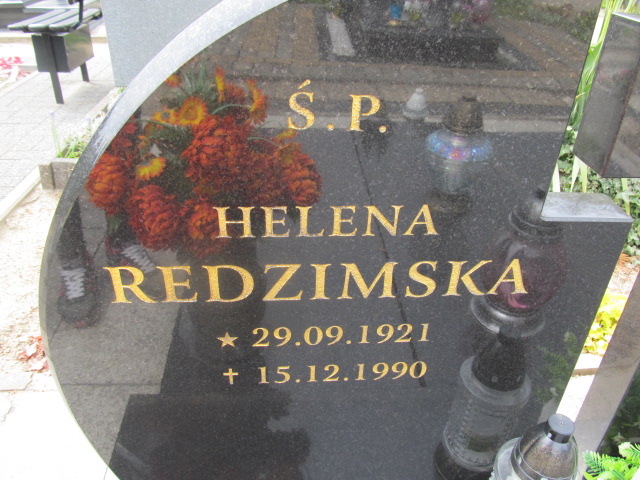 Ś.P.
HELENA
REDZIMSKA
★ 29.09.1921
✝ 15.12.1990